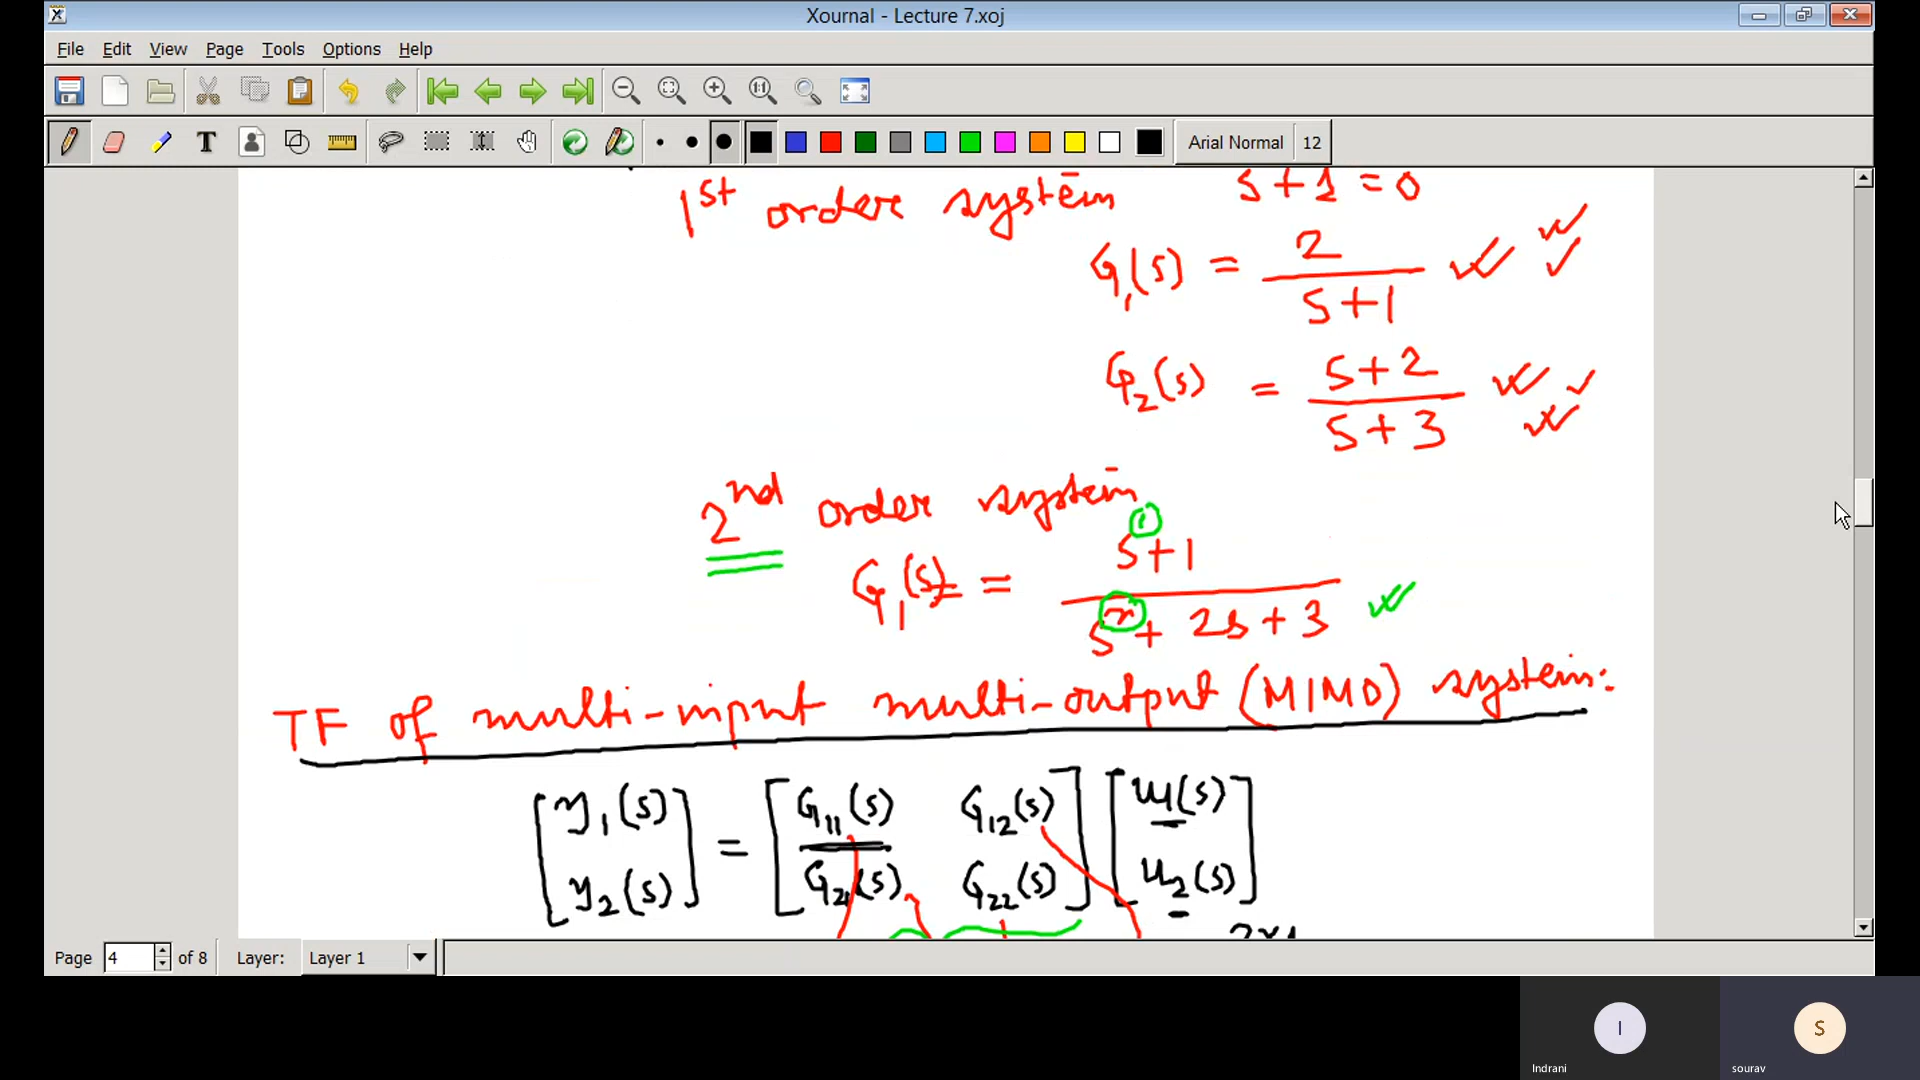 Xournal - Lecture 7.xoj
File Edit View Page Tools Options Help
Arial Normal 12
1st order system
s+1=0
G₁(s) = 2/(s+1)
G₂(s) = (s+2)/(s+3)
2nd order system
G₁(s) = (s¹+1)/(s²+2s+3)
TF of multi-input multi-output (MIMO) system:
[y₁(s) y₂(s)] = [G₁₁(s) G₁₂(s) G₂₁(s) G₂₂(s)] [u₁(s) u₂(s)]
2x1
Page 4 of 8 Layer: Layer 1
I
S
Indrani
sourav